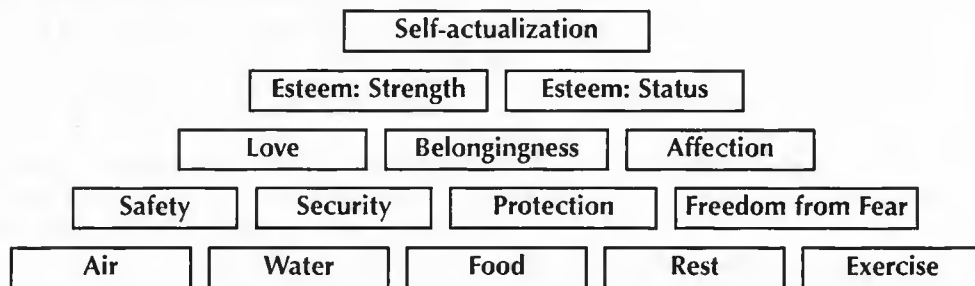 Self-actualization
Esteem: Strength Esteem: Status
Love Belongingness Affection
Safety Security Protection Freedom from Fear
Air Water Food Rest Exercise